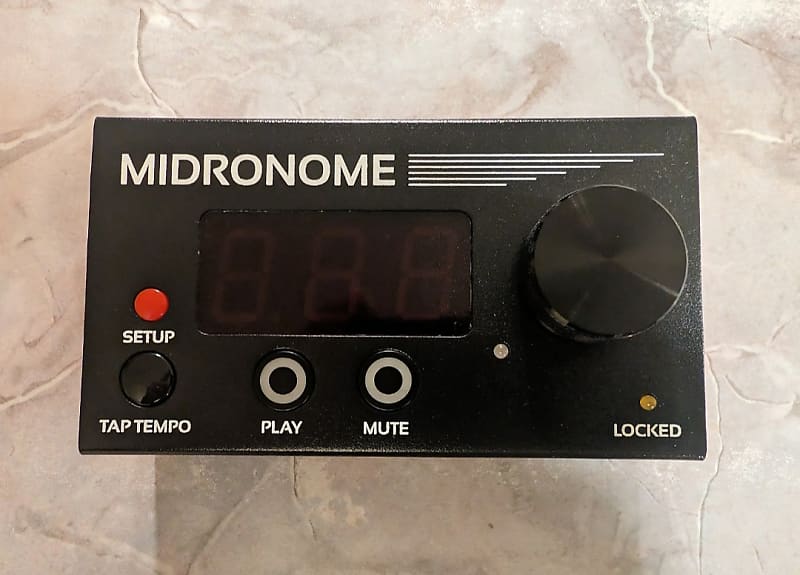 MIDRONOME
SETUP
TAP TEMPO
PLAY
MUTE
LOCKED